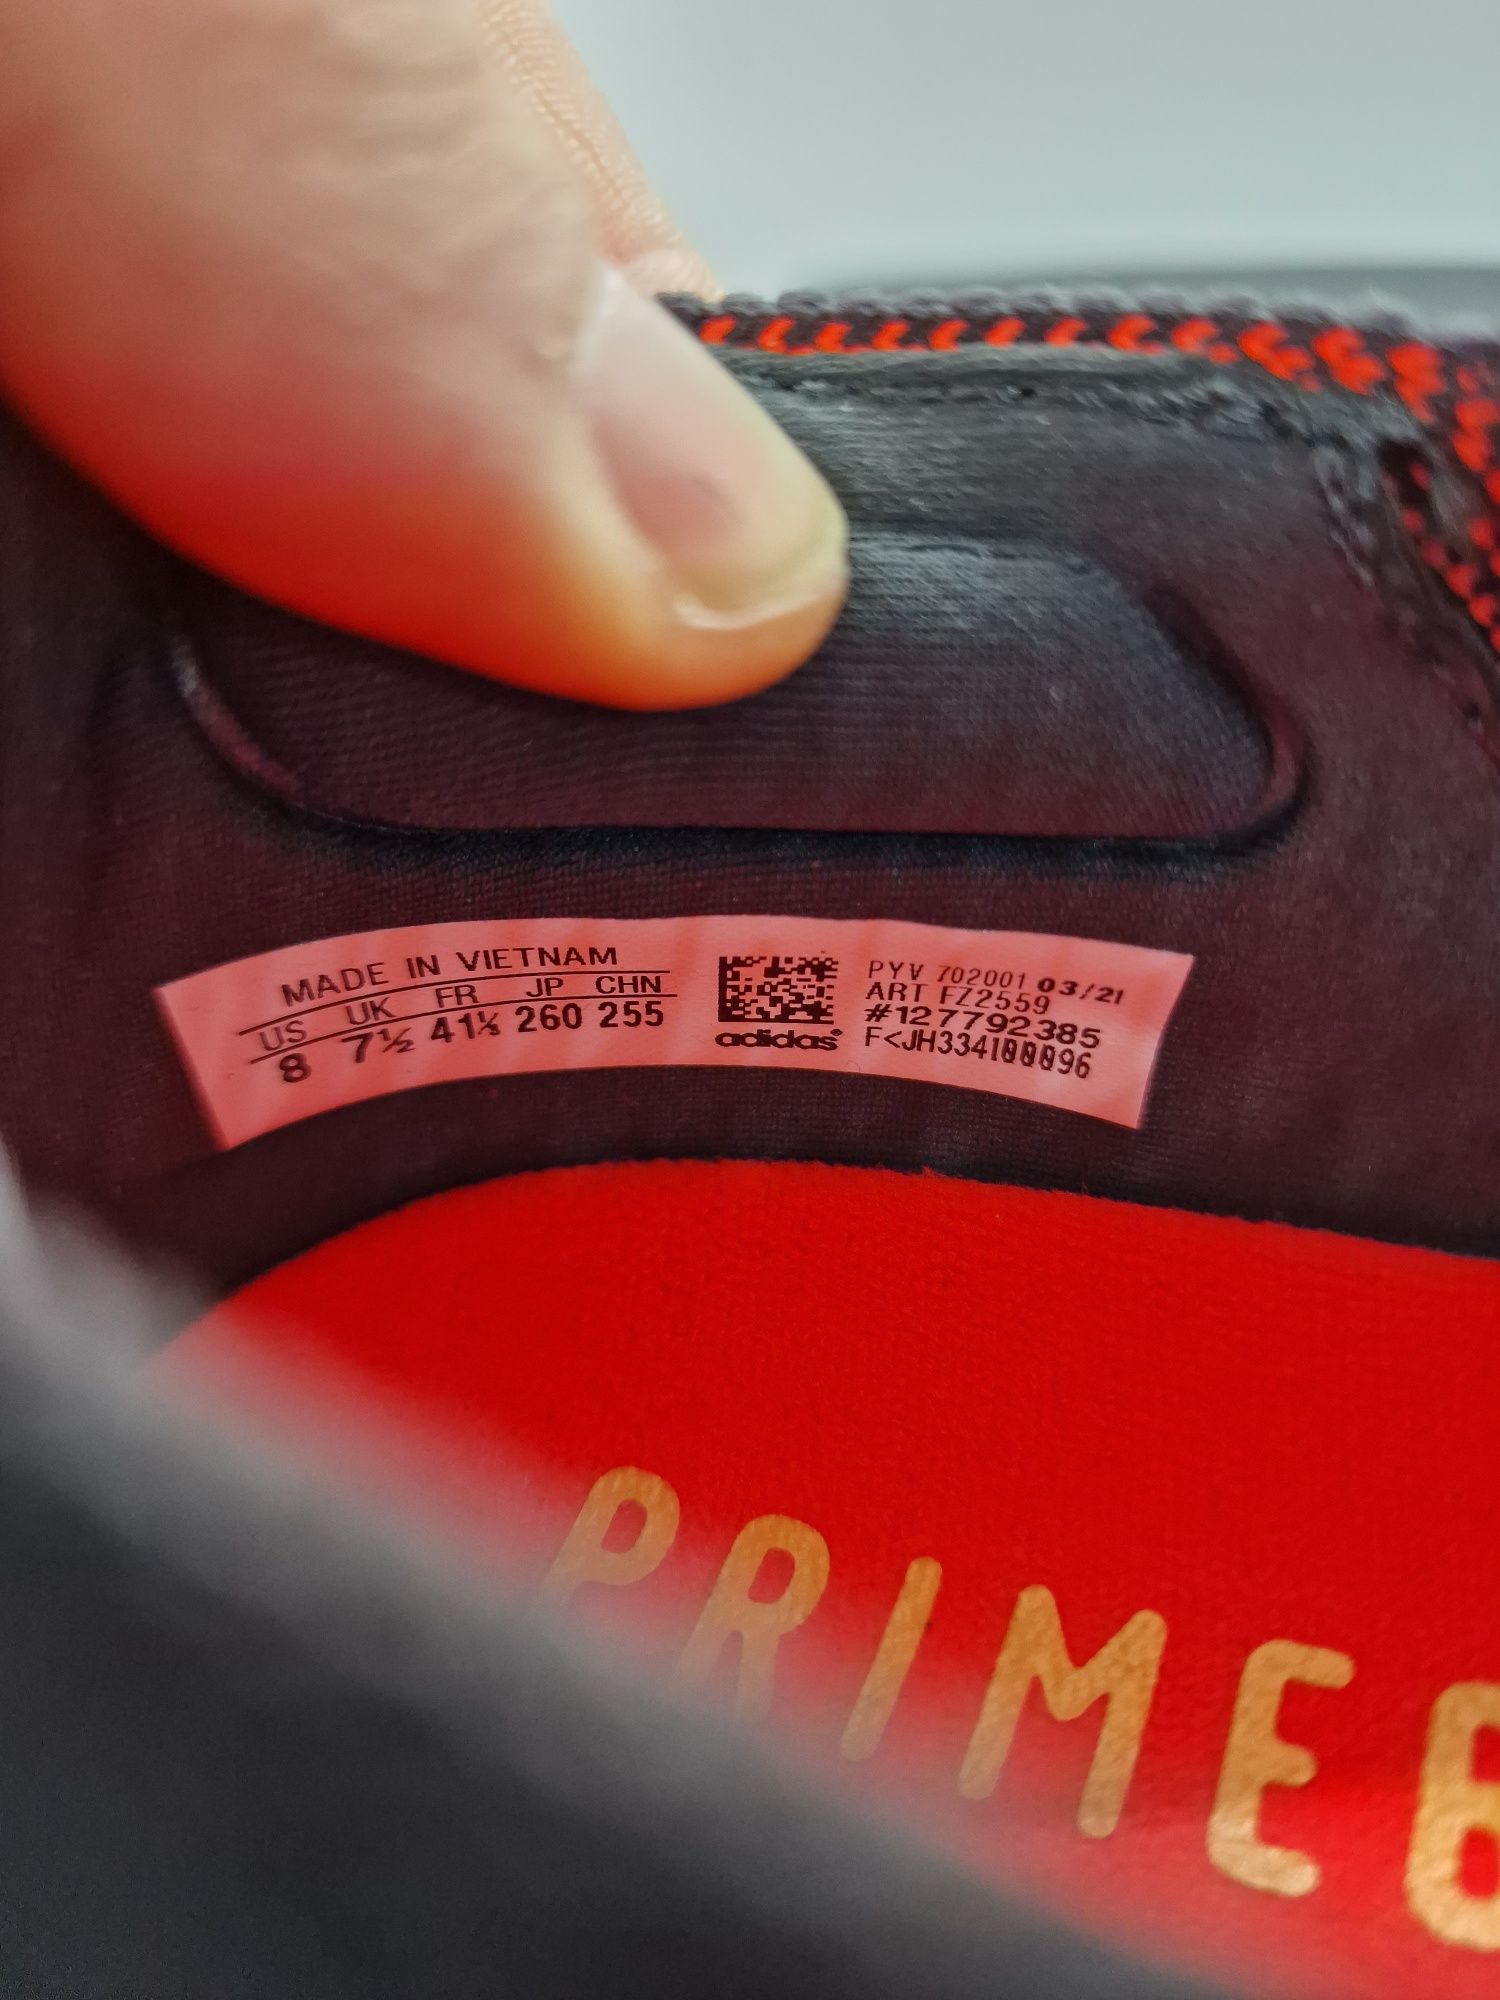 MADE IN VIETNAM
US UK FR JP CHN
8 7½ 41⅓ 260 255
adidas®
PYV 702001 03/21
ART FZ2559
#127792385
F<JH334100096
PRIME